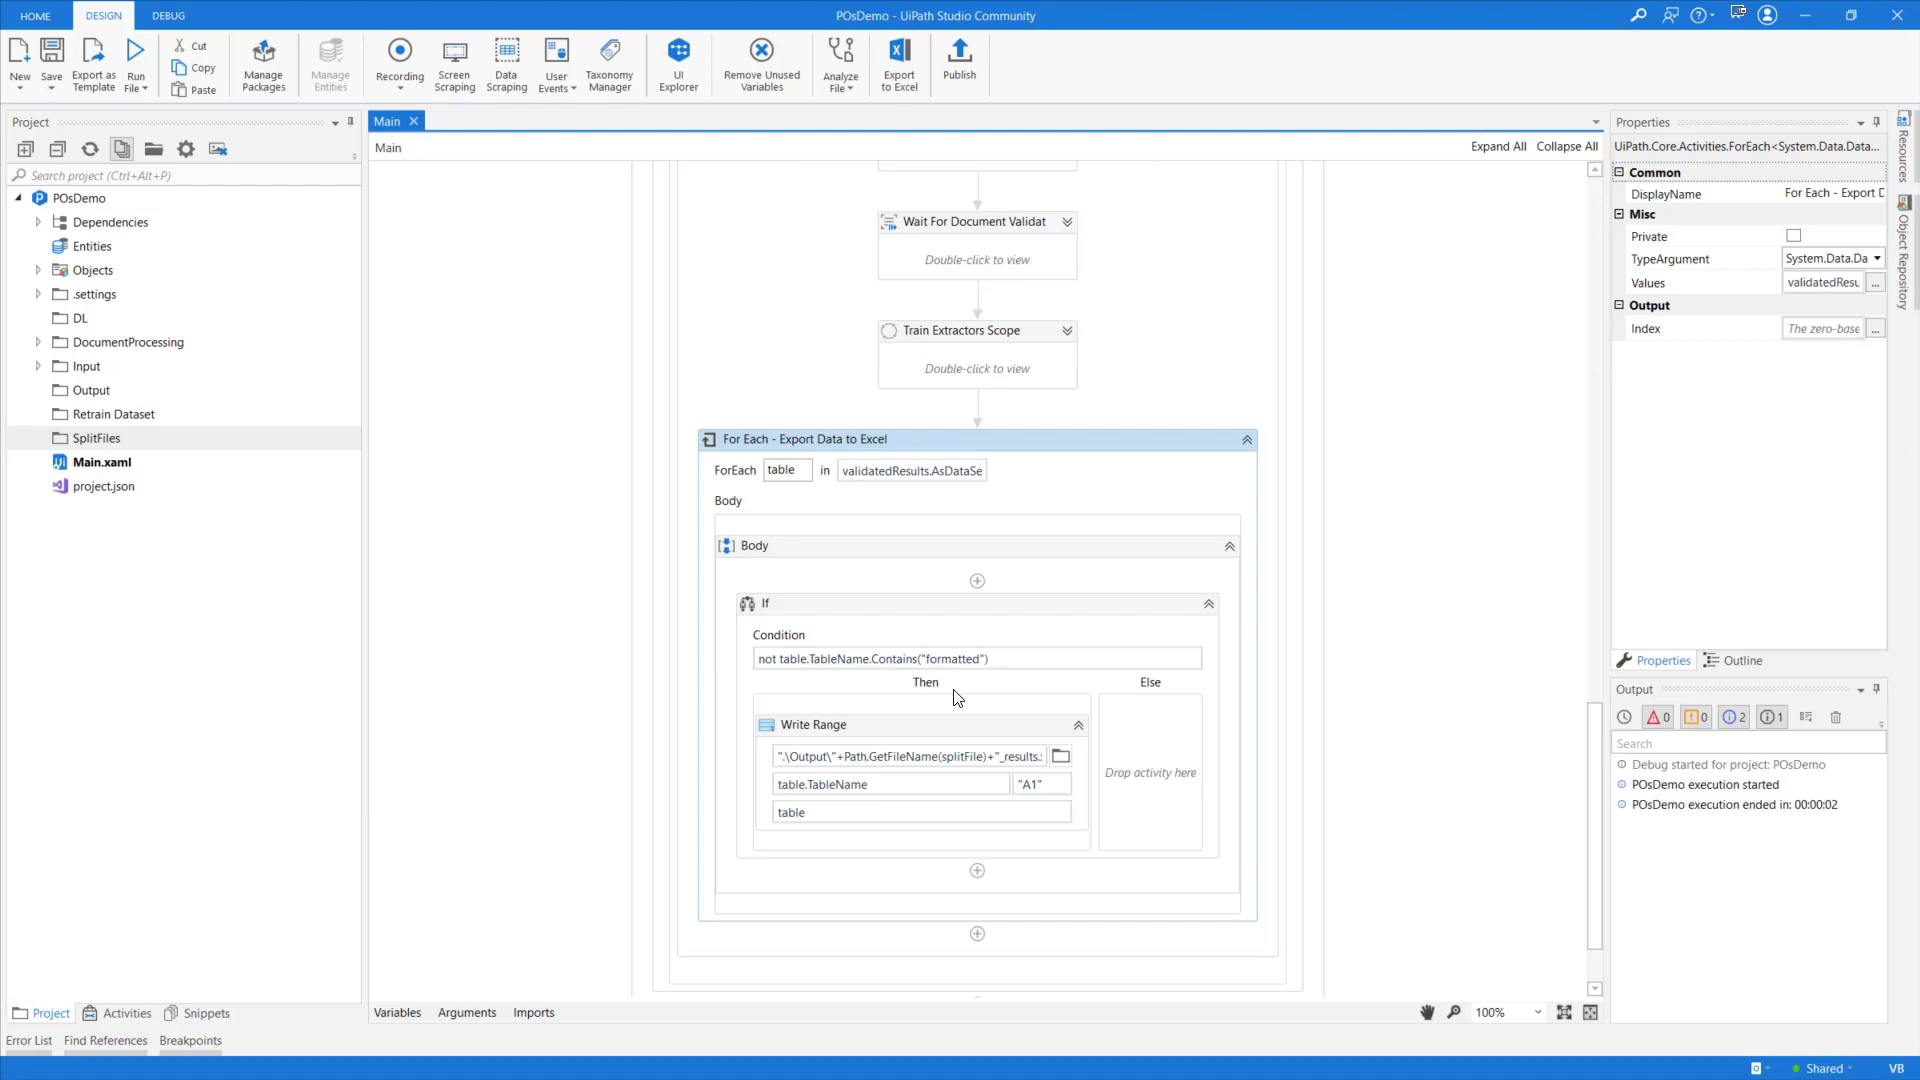 HOME DESIGN DEBUG
POsDemo - UiPath Studio Community
New
Save
Export as Template
Run File
Cut
Copy
Paste
Manage Packages
Manage Entities
Recording
Screen Scraping
Data Scraping
User Events
Taxonomy Manager
UI Explorer
Remove Unused Variables
Analyze File
Export to Excel
Publish
Project
Search project (Ctrl+Alt+P)
POsDemo
Dependencies
Entities
Objects
.settings
DL
DocumentProcessing
Input
Output
Retrain Dataset
SplitFiles
Main.xaml
project.json
Project Activities Snippets
Main
Main
Expand All Collapse All
Wait For Document Validat
Double-click to view
Train Extractors Scope
Double-click to view
For Each - Export Data to Excel
ForEach table in validatedResults.AsDataSe
Body
Body
If
Condition
not table.TableName.Contains("formatted")
Then Else
Write Range
".\Output\"+Path.GetFileName(splitFile)+"_results.
table.TableName "A1"
table
Drop activity here
Variables Arguments Imports
100%
Properties
UiPath.Core.Activities.ForEach<System.Data.Data...
Common
DisplayName For Each - Export D
Misc
Private
TypeArgument System.Data.Da
Values validatedResu ...
Output
Index The zero-base ...
Properties Outline
Output
0 0 2 1
Search
Debug started for project: POsDemo
POsDemo execution started
POsDemo execution ended in: 00:00:02
Resources
Object Repository
Error List Find References Breakpoints
Shared VB